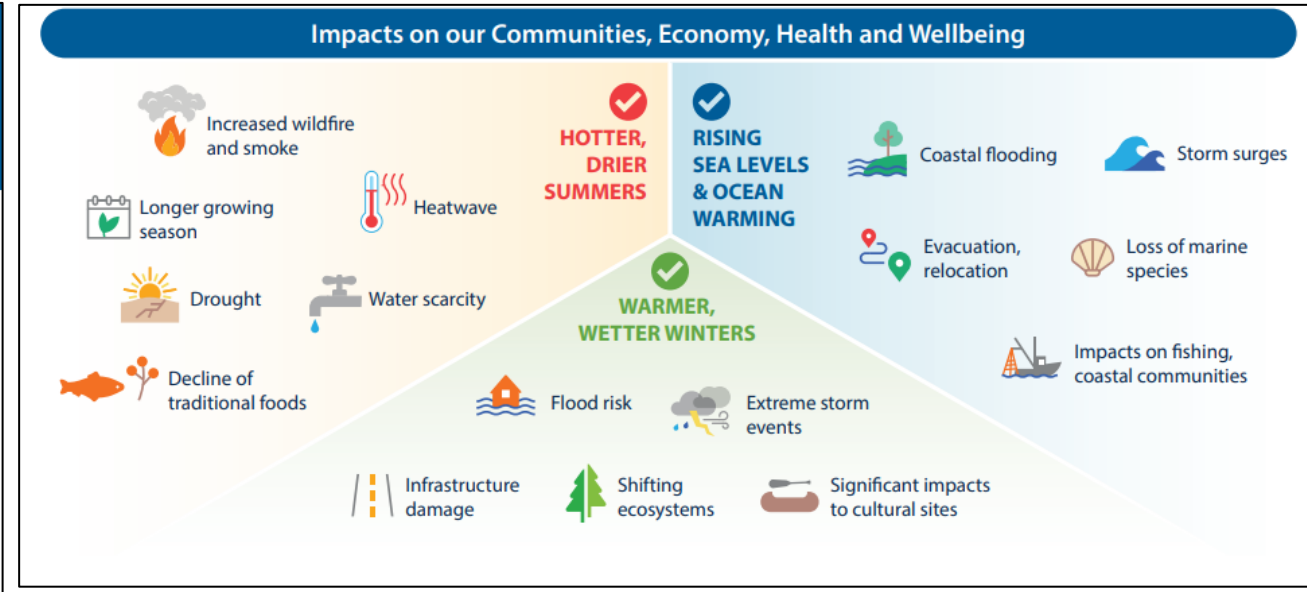 Impacts on our Communities, Economy, Health and Wellbeing
HOTTER,
DRIER
SUMMERS
Increased wildfire
and smoke
Longer growing
season
Heatwave
Drought
Water scarcity
Decline of
traditional foods
RISING
SEA LEVELS
& OCEAN
WARMING
Coastal flooding
Storm surges
Evacuation,
relocation
Loss of marine
species
Impacts on fishing,
coastal communities
WARMER,
WETTER WINTERS
Flood risk
Extreme storm
events
Infrastructure
damage
Shifting
ecosystems
Significant impacts
to cultural sites